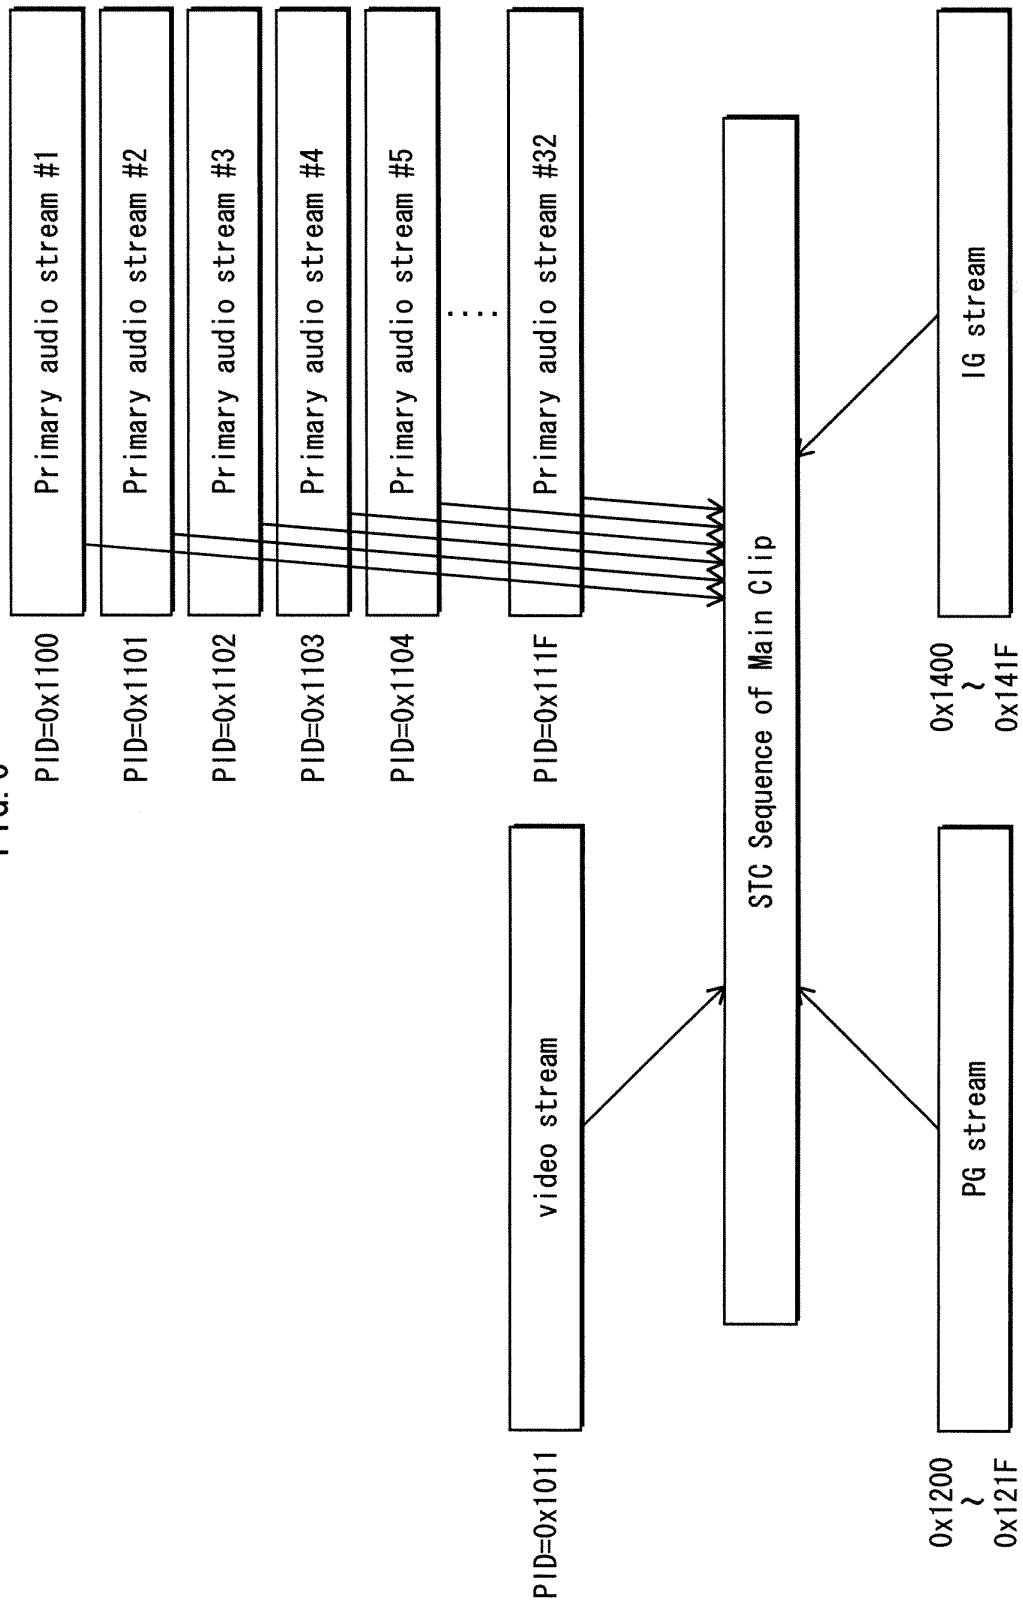 PID=0x1100
Primary audio stream #1
PID=0x1101
Primary audio stream #2
PID=0x1102
Primary audio stream #3
PID=0x1103
Primary audio stream #4
PID=0x1104
Primary audio stream #5
....
PID=0x1011
video stream
PID=0x111F
Primary audio stream #32
STC Sequence of Main Clip
0x1200
~
0x121F
PG stream
0x1400
~
0x141F
IG stream